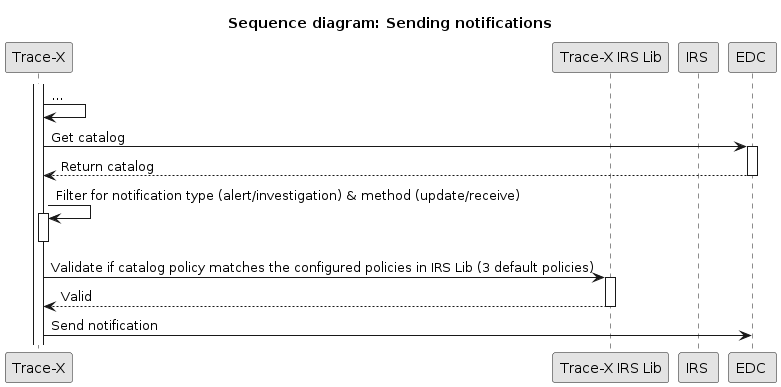 Sequence diagram: Sending notifications
Trace-X
Trace-X IRS Lib
IRS
EDC
...
Get catalog
Return catalog
Filter for notification type (alert/investigation) & method (update/receive)
Validate if catalog policy matches the configured policies in IRS Lib (3 default policies)
Valid
Send notification
Trace-X
Trace-X IRS Lib
IRS
EDC